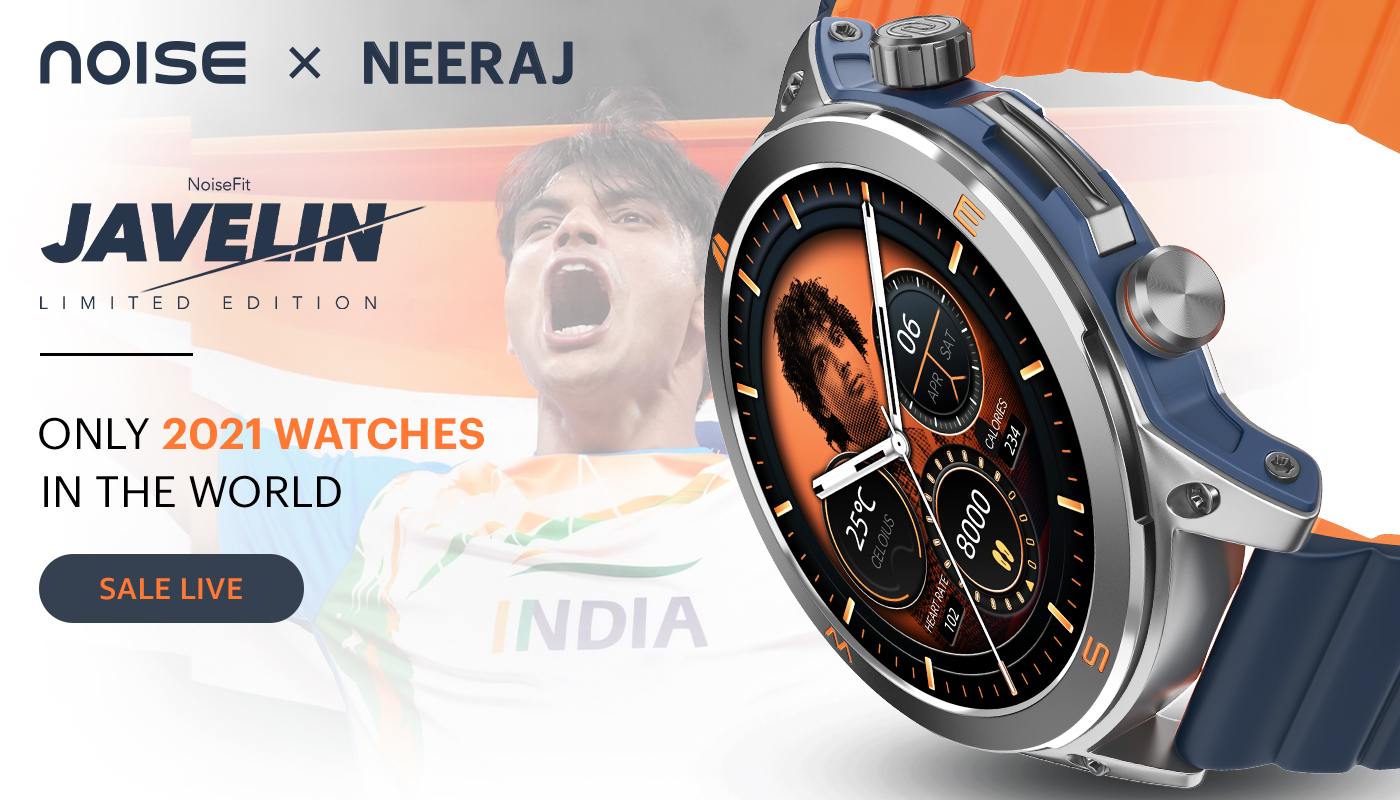 NOISE × NEERAJ
NoiseFit
JAVELIN
LIMITED EDITION
ONLY 2021 WATCHES
IN THE WORLD
SALE LIVE
INDIA
N
E
S
06
APR
SAT
CALORIES
234
25°C
CELOIUS
8000
HEART RATE
102